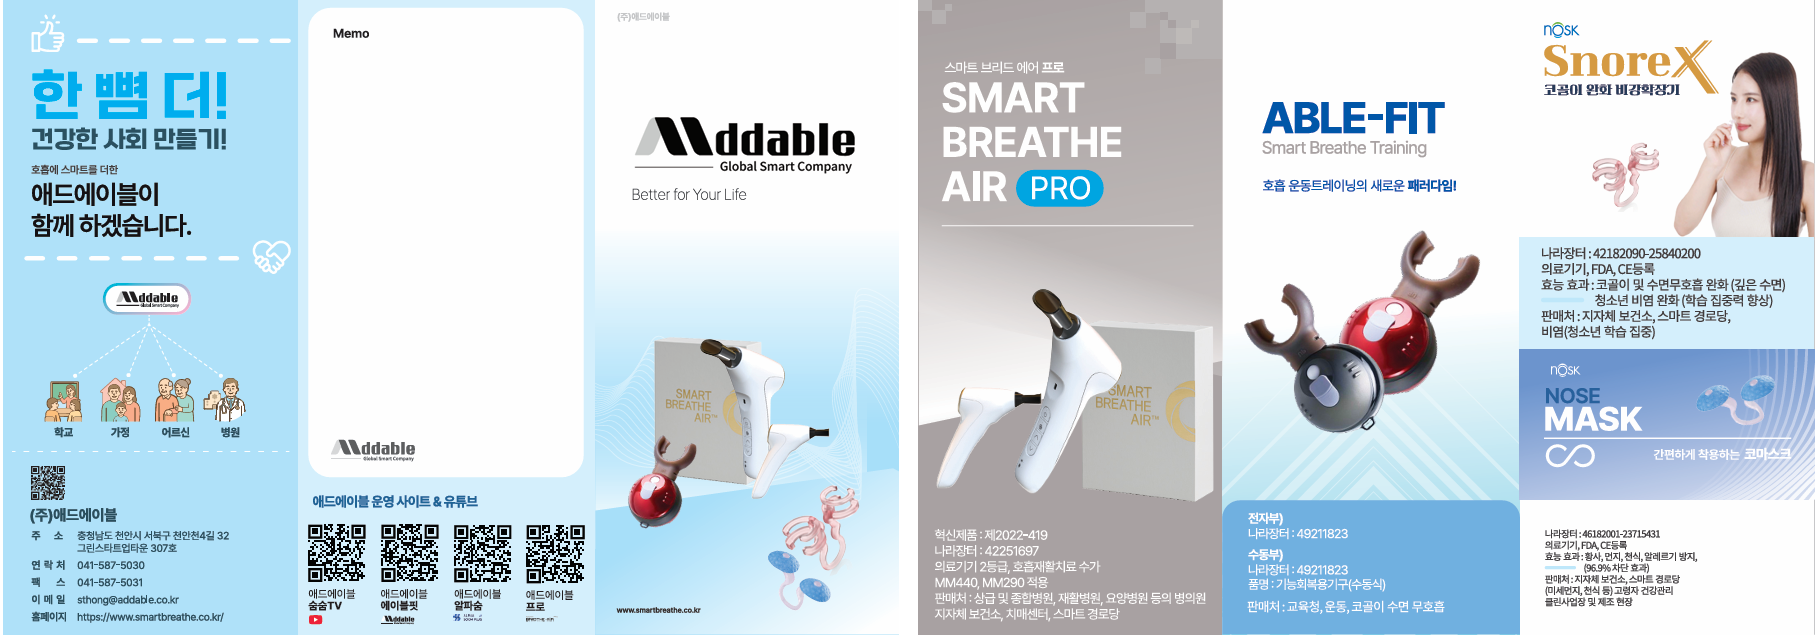 한 뼘 더!
건강한 사회 만들기!
호흡에 스마트를 더한
애드에이블이
함께 하겠습니다.
Addable
Global Smart Company
학교
가정
어르신
병원
(주)애드에이블
주 소 충청남도 천안시 서북구 천안천4길 32
그린스타트업타운 307호
연 락 처 041-587-5030
팩 스 041-587-5031
이 메 일 sthong@addable.co.kr
홈페이지 https://www.smartbreathe.co.kr/
Memo
Addable
Global Smart Company
애드에이블 운영 사이트 & 유튜브
애드에이블
숨숨TV
애드에이블
에이블핏
Addable
애드에이블
알파숨
애드에이블
프로
(주)애드에이블
Addable
Global Smart Company
Better for Your Life
SMART
BREATHE
AIR™
www.smartbreathe.co.kr
스마트 브리드 에어 프로
SMART
BREATHE
AIR PRO
SMART
BREATHE
AIR™
혁신제품 : 제2022-419
나라장터 : 42251697
의료기기 2등급, 호흡재활치료 수가
MM440, MM290 적용
판매처 : 상급 및 종합병원, 재활병원, 요양병원 등의 병의원
지자체 보건소, 치매센터, 스마트 경로당
ABLE-FIT
Smart Breathe Training
호흡 운동트레이닝의 새로운 패러다임!
전자부)
나라장터 : 49211823
수동부)
나라장터 : 49211823
품명 : 기능회복용기구(수동식)
판매처 : 교육청, 운동, 코골이 수면 무호흡
nOSK
SnoreX
코골이 완화 비강확장기
나라장터 : 42182090-25840200
의료기기, FDA, CE등록
효능 효과 : 코골이 및 수면무호흡 완화 (깊은 수면)
청소년 비염 완화 (학습 집중력 향상)
판매처 : 지자체 보건소, 스마트 경로당,
비염(청소년 학습 집중)
nOSK
NOSE
MASK
간편하게 착용하는 코마스크
나라장터 : 46182001-23715431
의료기기, FDA, CE등록
효능 효과 : 황사, 먼지, 천식, 알레르기 방지,
(96.9% 차단 효과)
판매처 : 지자체 보건소, 스마트 경로당
(미세먼지, 천식 등) 고령자 건강관리
클린사업장 및 제조 현장